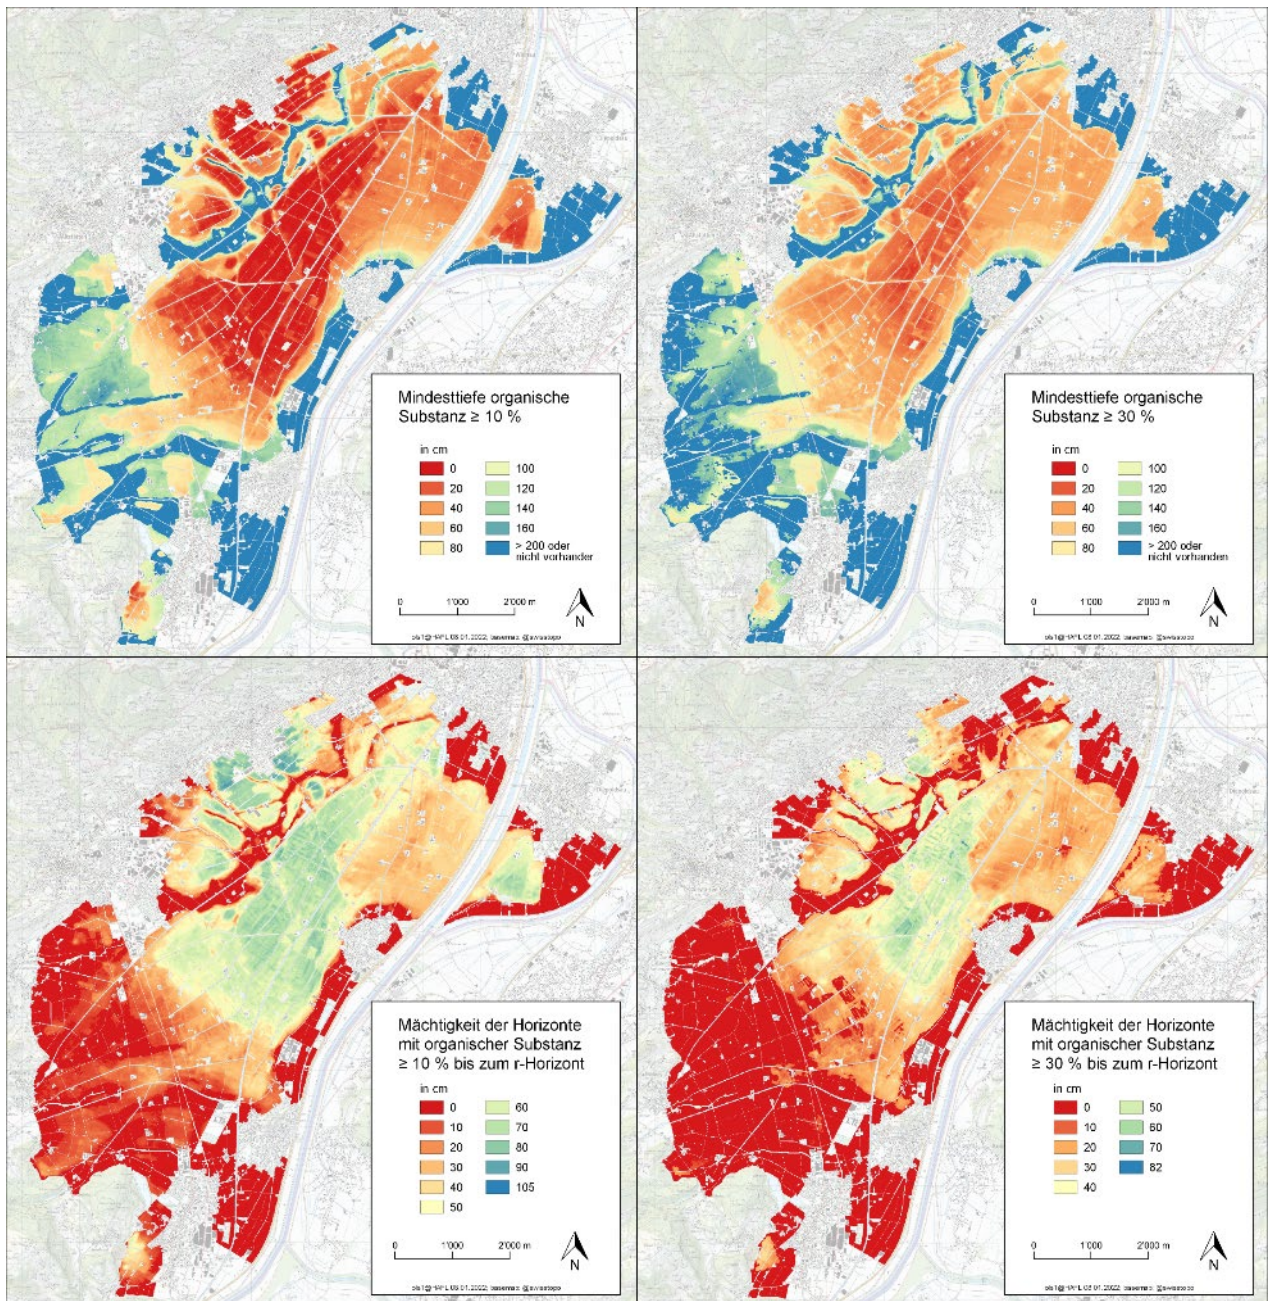 Mindesttiefe organische
Substanz ≥ 10 %
in cm
0 100
20 120
40 140
60 160
80 > 200 oder
nicht vorhanden
0 1'000 2'000 m
N
Mindesttiefe organische
Substanz ≥ 30 %
in cm
0 100
20 120
40 140
60 160
80 > 200 oder
nicht vorhanden
0 1'000 2'000 m
N
Mächtigkeit der Horizonte
mit organischer Substanz
≥ 10 % bis zum r-Horizont
in cm
0 60
10 70
20 80
30 90
40 105
50
0 1'000 2'000 m
N
Mächtigkeit der Horizonte
mit organischer Substanz
≥ 30 % bis zum r-Horizont
in cm
0 50
10 60
20 70
30 82
40
0 1'000 2'000 m
N